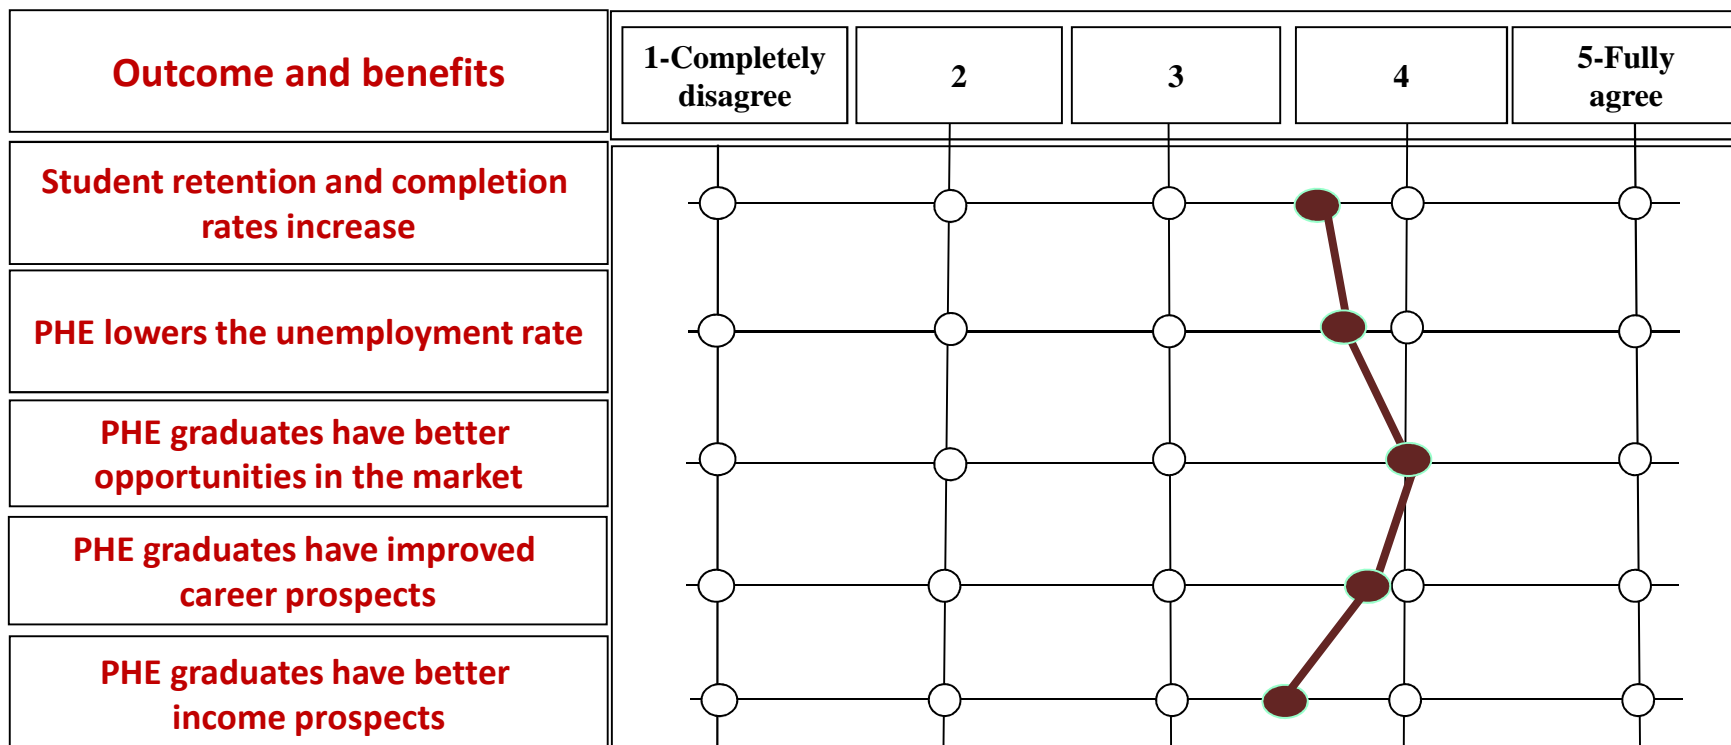 Outcome and benefits
1-Completely
disagree
2
3
4
5-Fully
agree
Student retention and completion
rates increase
PHE lowers the unemployment rate
PHE graduates have better
opportunities in the market
PHE graduates have improved
career prospects
PHE graduates have better
income prospects